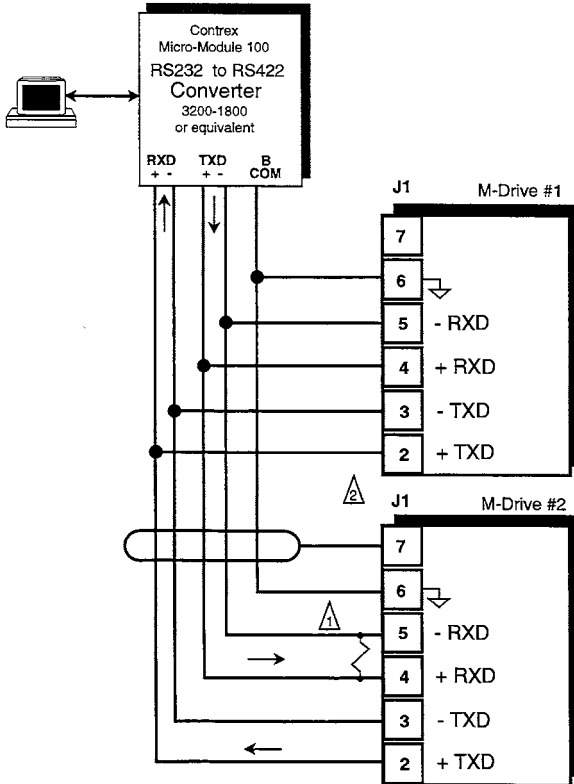 Contrex
Micro-Module 100
RS232 to RS422
Converter
3200-1800
or equivalent
RXD TXD B
+ - + - COM
J1 M-Drive #1
7
6
5 - RXD
4 + RXD
3 - TXD
2 + TXD
2
J1 M-Drive #2
7
6
1
5 - RXD
4 + RXD
3 - TXD
2 + TXD